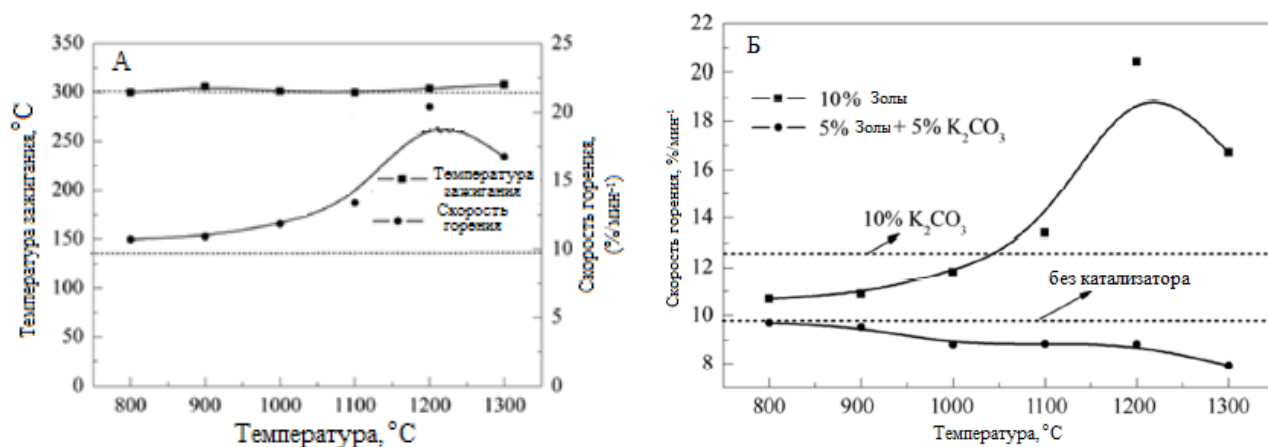 А
350
300
250
200
150
100
50
0
Температура зажигания,°C
25
20
15
10
5
0
Скорость горения,
(%/мин⁻¹)
Температура
зажигания
Скорость
горения
800 900 1000 1100 1200 1300
Температура, °C
Б
20
18
16
14
12
10
8
Скорость горения, %/мин⁻¹
10% Золы
5% Золы + 5% K₂CO₃
10% K₂CO₃
без катализатора
800 900 1000 1100 1200 1300
Температура, °C